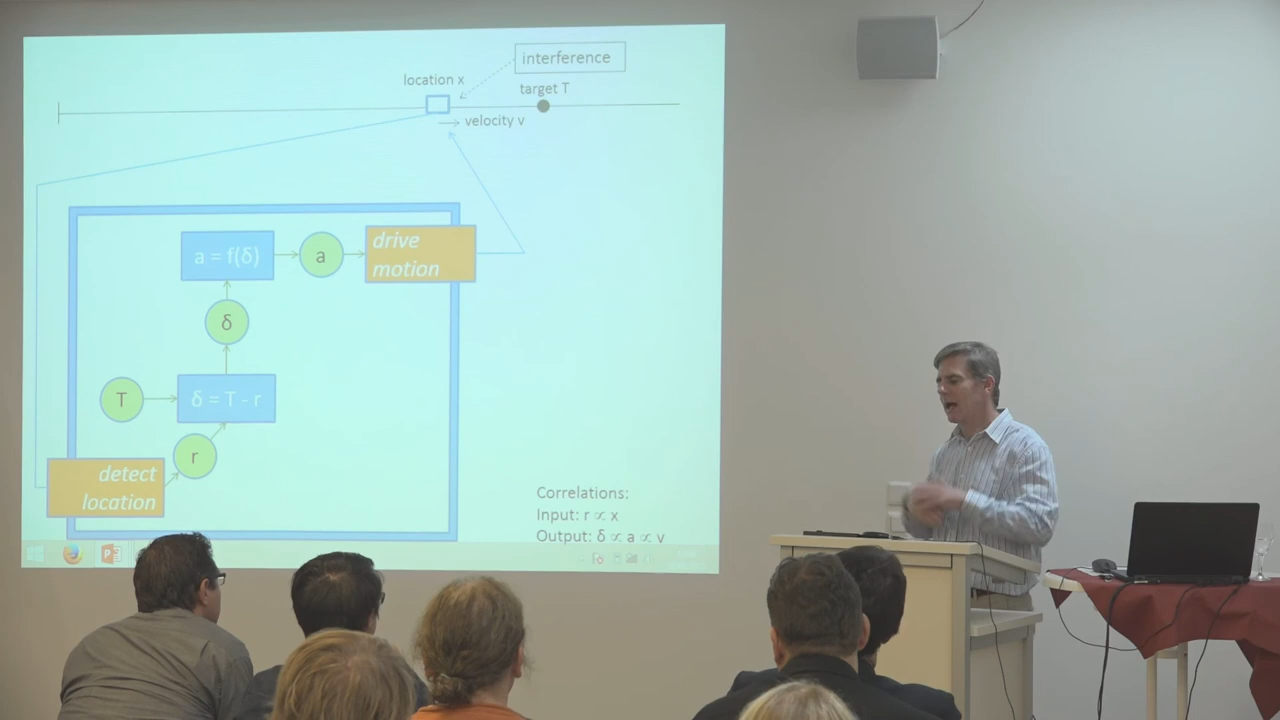 interference
location x
target T
velocity v
a = f(δ)
a
drive
motion
δ
T
δ = T - r
r
detect
location
Correlations:
Input: r ∝ x
Output: δ ∝ a ∝ v